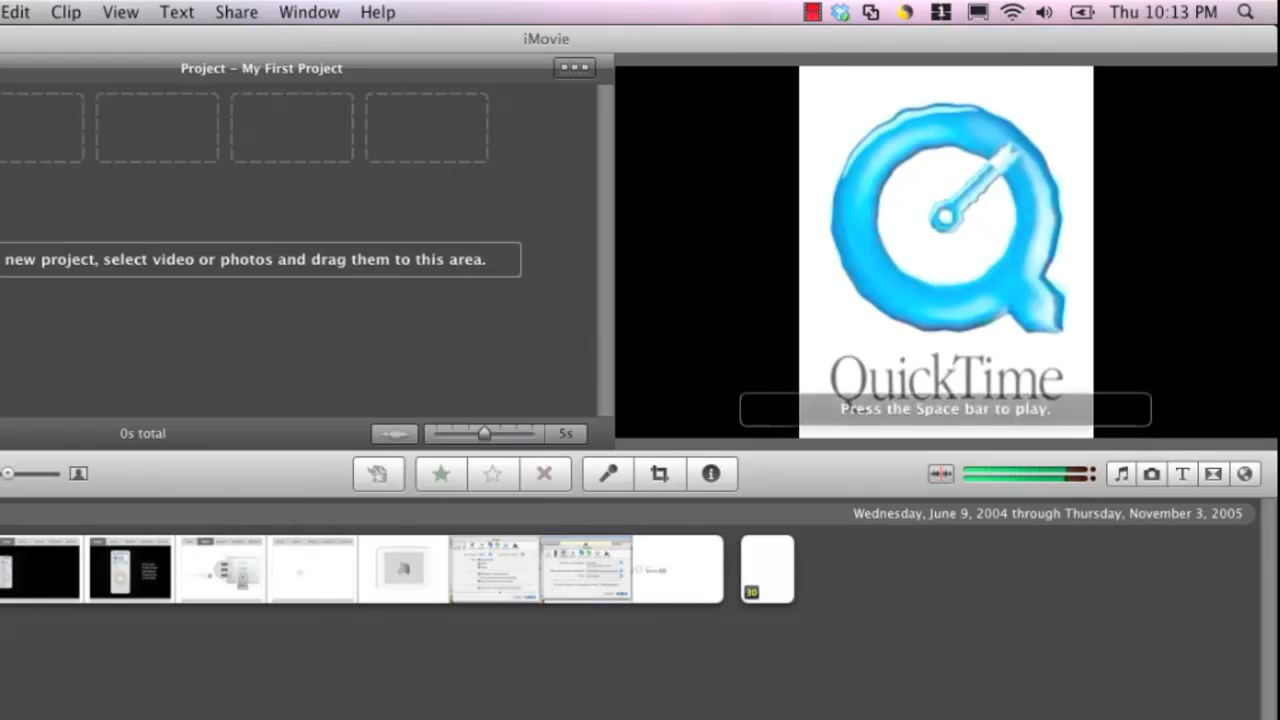 Edit Clip View Text Share Window Help
Thu 10:13 PM
iMovie
Project – My First Project
new project, select video or photos and drag them to this area.
QuickTime
Press the Space bar to play.
0s total
5s
Wednesday, June 9, 2004 through Thursday, November 3, 2005
30